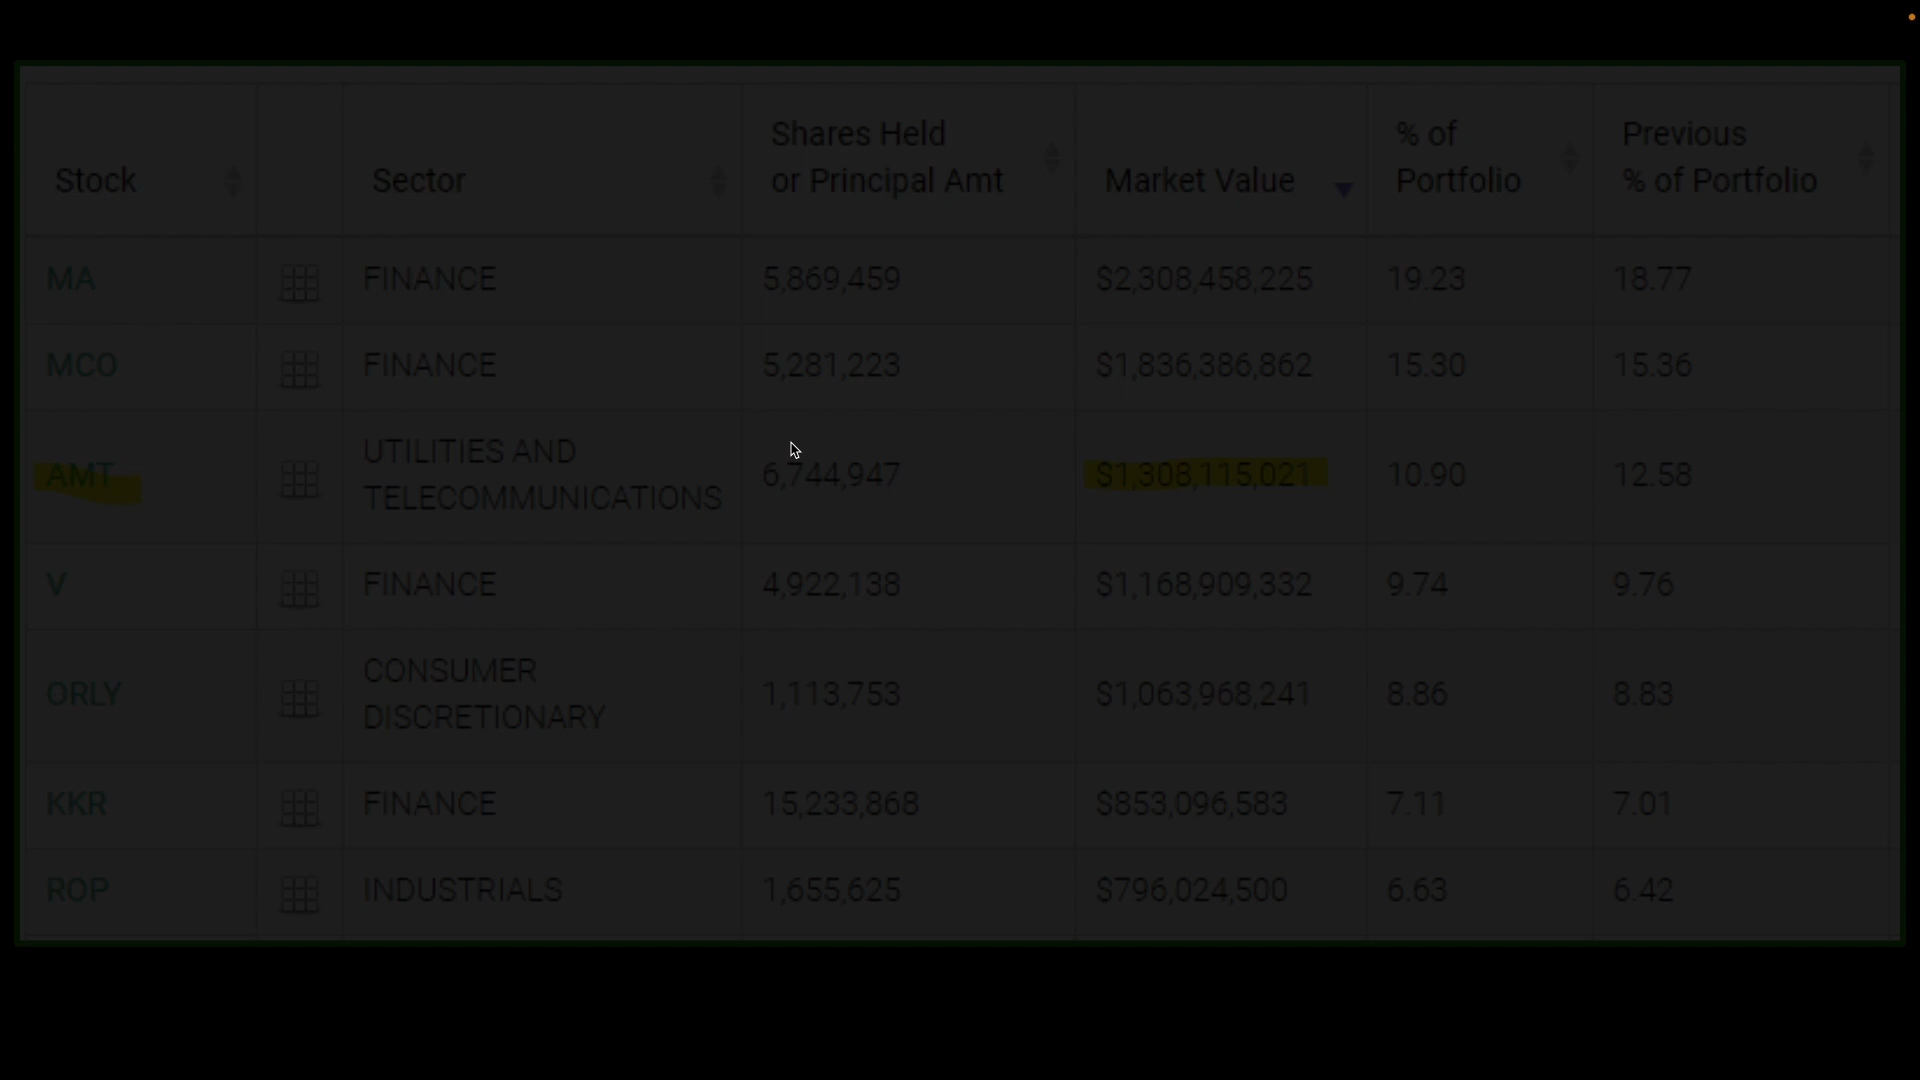 Stock Sector Shares Held or Principal Amt Market Value % of Portfolio Previous % of Portfolio
MA FINANCE 5,869,459 $2,308,458,225 19.23 18.77
MCO FINANCE 5,281,223 $1,836,386,862 15.30 15.36
AMT UTILITIES AND TELECOMMUNICATIONS 6,744,947 $1,308,115,021 10.90 12.58
V FINANCE 4,922,138 $1,168,909,332 9.74 9.76
ORLY CONSUMER DISCRETIONARY 1,113,753 $1,063,968,241 8.86 8.83
KKR FINANCE 15,233,868 $853,096,583 7.11 7.01
ROP INDUSTRIALS 1,655,625 $796,024,500 6.63 6.42